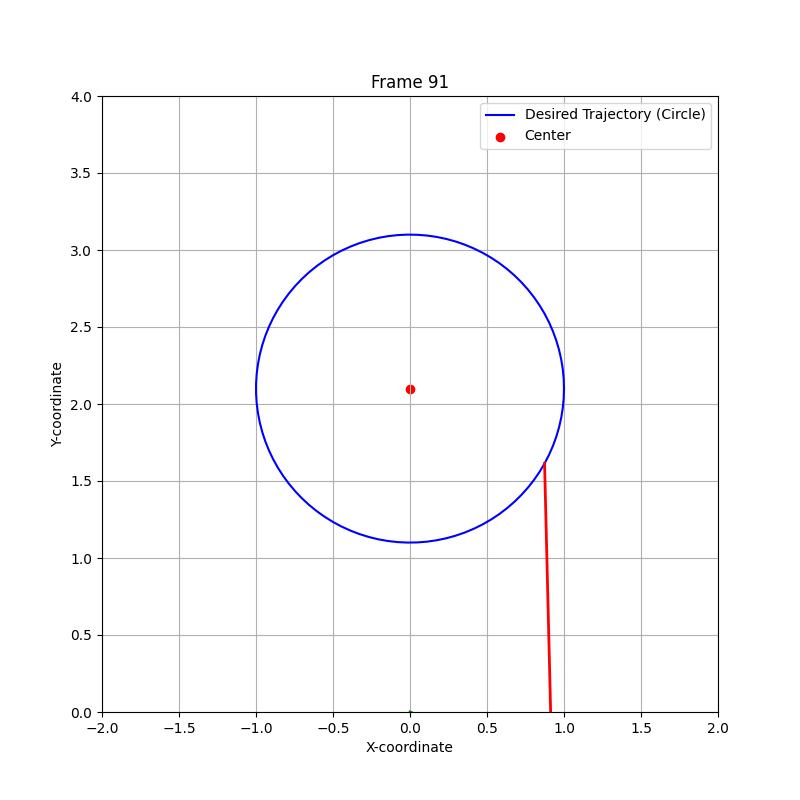 Frame 91
Desired Trajectory (Circle)
Center
4.0
3.5
3.0
2.5
2.0
1.5
1.0
0.5
0.0
Y-coordinate
−2.0 −1.5 −1.0 −0.5 0.0 0.5 1.0 1.5 2.0
X-coordinate